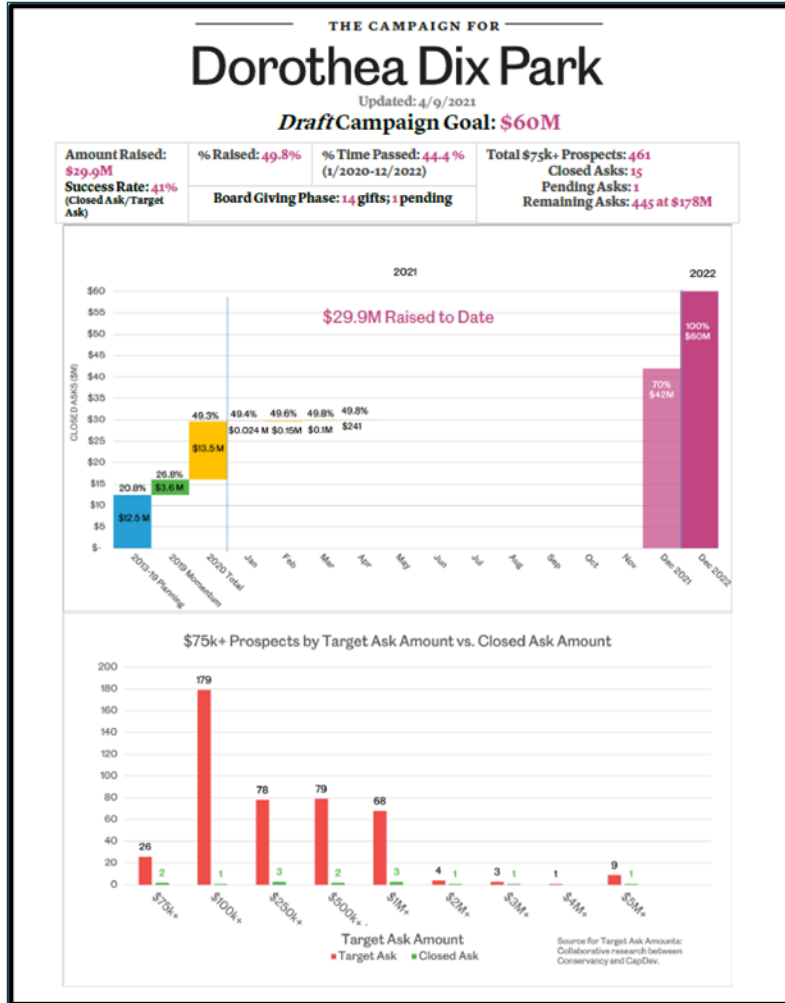 THE CAMPAIGN FOR
Dorothea Dix Park
Updated: 4/9/2021
Draft Campaign Goal: $60M
Amount Raised:
$29.9M
Success Rate: 41%
(Closed Ask/Target
Ask)
% Raised: 49.8%
% Time Passed: 44.4 %
(1/2020-12/2022)
Board Giving Phase: 14 gifts; 1 pending
Total $75k+ Prospects: 461
Closed Asks: 15
Pending Asks: 1
Remaining Asks: 445 at $178M
2021
2022
$29.9M Raised to Date
CLOSED ASKS ($M)
$60
$55
$50
$45
$40
$35
$30
$25
$20
$15
$10
$5
$-
20.8%
$12.5 M
26.8%
$3.6 M
49.3%
$13.5 M
49.4%
$0.024 M
49.6%
$0.15M
49.8%
$0.1M
49.8%
$241
70%
$42M
100%
$60M
2013-19 Planning
2019 Momentum
2020 Total
Jan
Feb
Mar
Apr
May
Jun
Jul
Aug
Sep
Oct
Nov
Dec 2021
Dec 2022
$75k+ Prospects by Target Ask Amount vs. Closed Ask Amount
200
180
160
140
120
100
80
60
40
20
0
26
2
179
1
78
3
79
2
68
3
4
1
3
1
1
9
1
$75k+
$100k+
$250k+
$500k+
$1M+
$2M+
$3M+
$4M+
$5M+
Target Ask Amount
Target Ask
Closed Ask
Source for Target Ask Amounts:
Collaborative research between
Conservancy and CapDev.